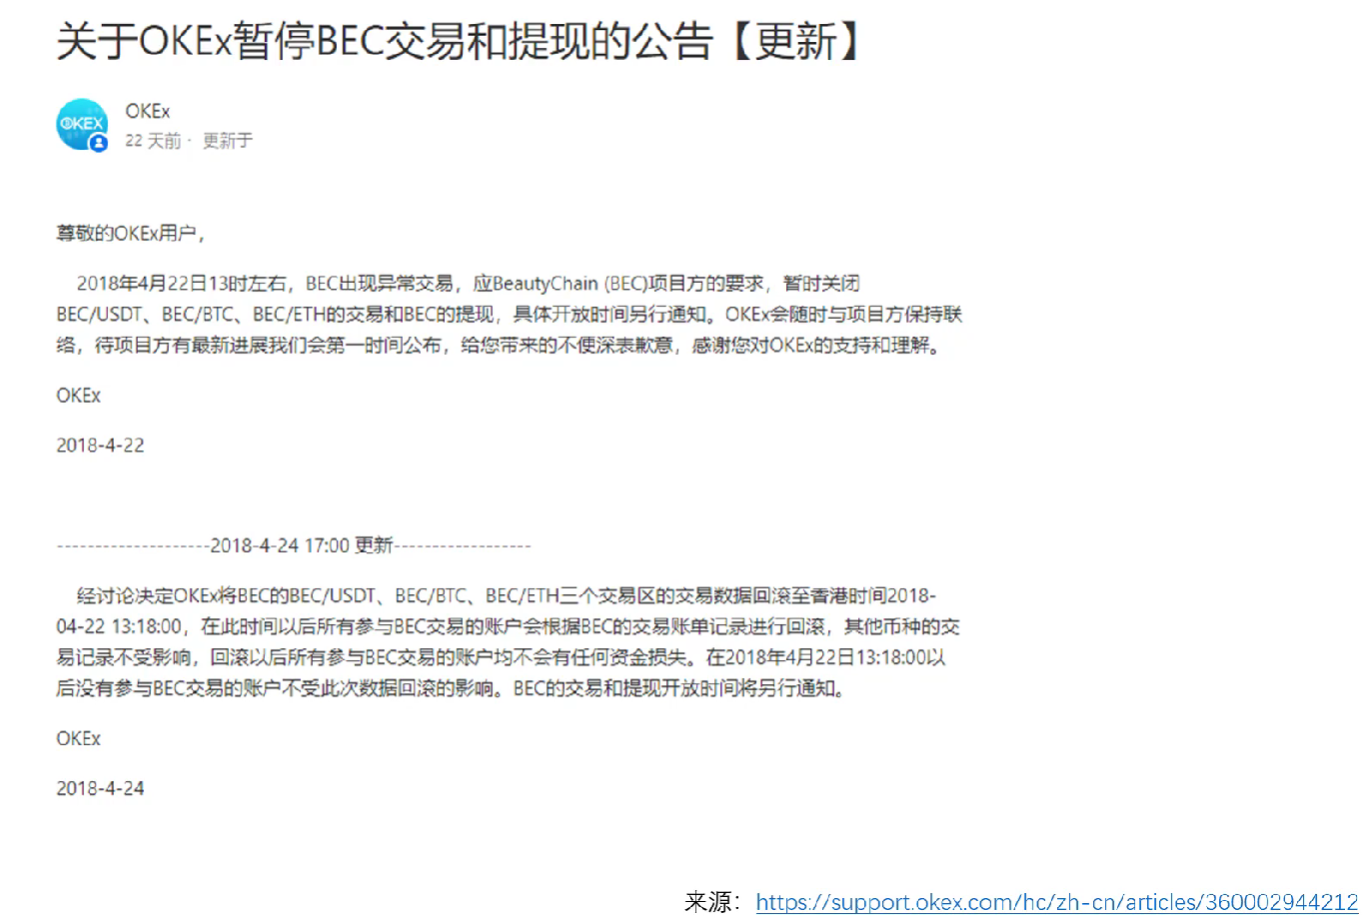 关于OKEx暂停BEC交易和提现的公告【更新】
OKEX
OKEx
22 天前 · 更新于
尊敬的OKEx用户，
2018年4月22日13时左右，BEC出现异常交易，应BeautyChain (BEC)项目方的要求，暂时关闭
BEC/USDT、BEC/BTC、BEC/ETH的交易和BEC的提现，具体开放时间另行通知。OKEx会随时与项目方保持联
络，待项目方有最新进展我们会第一时间公布，给您带来的不便深表歉意，感谢您对OKEx的支持和理解。
OKEx
2018-4-22
--------------------2018-4-24 17:00 更新------------------
经讨论决定OKEx将BEC的BEC/USDT、BEC/BTC、BEC/ETH三个交易区的交易数据回滚至香港时间2018-
04-22 13:18:00，在此时间以后所有参与BEC交易的账户会根据BEC的交易账单记录进行回滚，其他币种的交
易记录不受影响，回滚以后所有参与BEC交易的账户均不会有任何资金损失。在2018年4月22日13:18:00以
后没有参与BEC交易的账户不受此次数据回滚的影响。BEC的交易和提现开放时间将另行通知。
OKEx
2018-4-24
来源：https://support.okex.com/hc/zh-cn/articles/360002944212